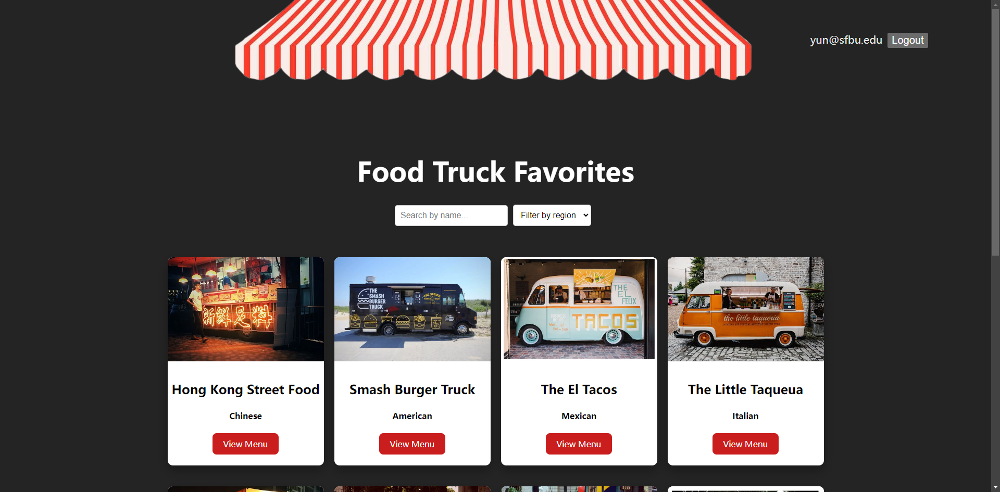 yun@sfbu.edu Logout
Food Truck Favorites
Search by name...
Filter by region
新鮮足料
THE
SMASH
BURGER
TRUCK
THE SMASH
THE
EL
FELIX
TACOS
the little taqueria
Hong Kong Street Food
Chinese
View Menu
Smash Burger Truck
American
View Menu
The El Tacos
Mexican
View Menu
The Little Taqueua
Italian
View Menu